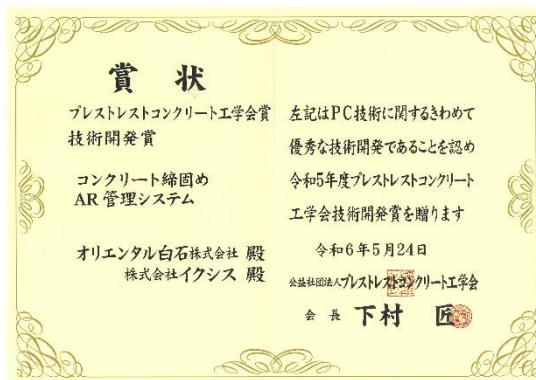 賞状
プレストレストコンクリート工学会賞
技術開発賞
コンクリート締固め
AR管理システム
オリエンタル白石株式会社 殿
株式会社イクシス 殿
左記はPC技術に関するきわめて
優秀な技術開発であることを認め
令和5年度プレストレストコンクリート
工学会技術開発賞を贈ります
令和6年5月24日
公益社団法人プレストレストコンクリート工学会
会長 下村 匠